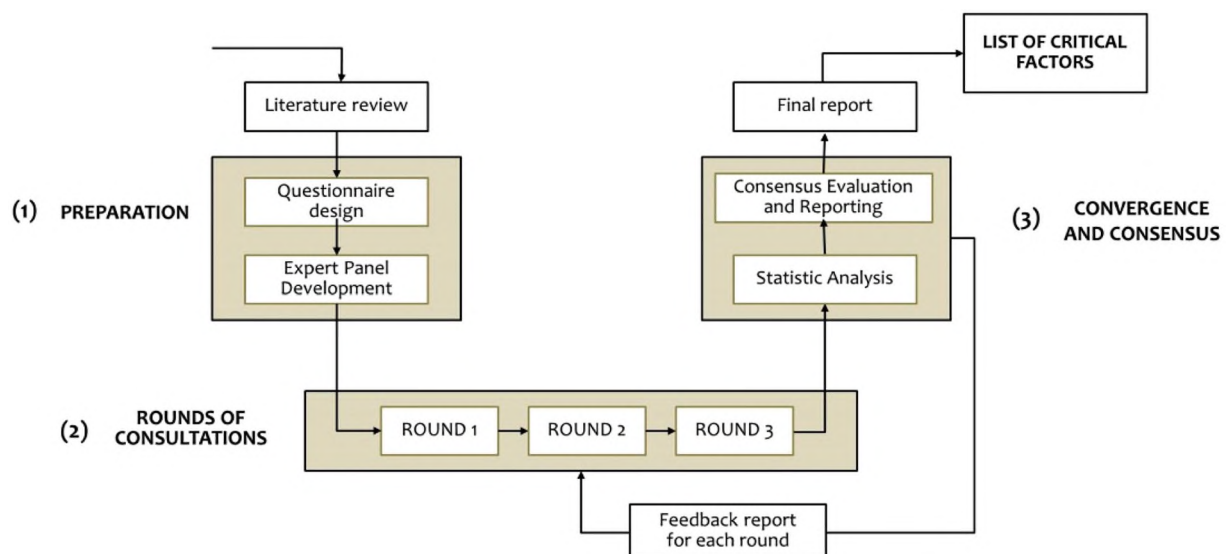 Literature review
(1) PREPARATION
Questionnaire
design
Expert Panel
Development
(2) ROUNDS OF
CONSULTATIONS
ROUND 1
ROUND 2
ROUND 3
Feedback report
for each round
(3) CONVERGENCE
AND CONSENSUS
Statistic Analysis
Consensus Evaluation
and Reporting
Final report
LIST OF CRITICAL
FACTORS